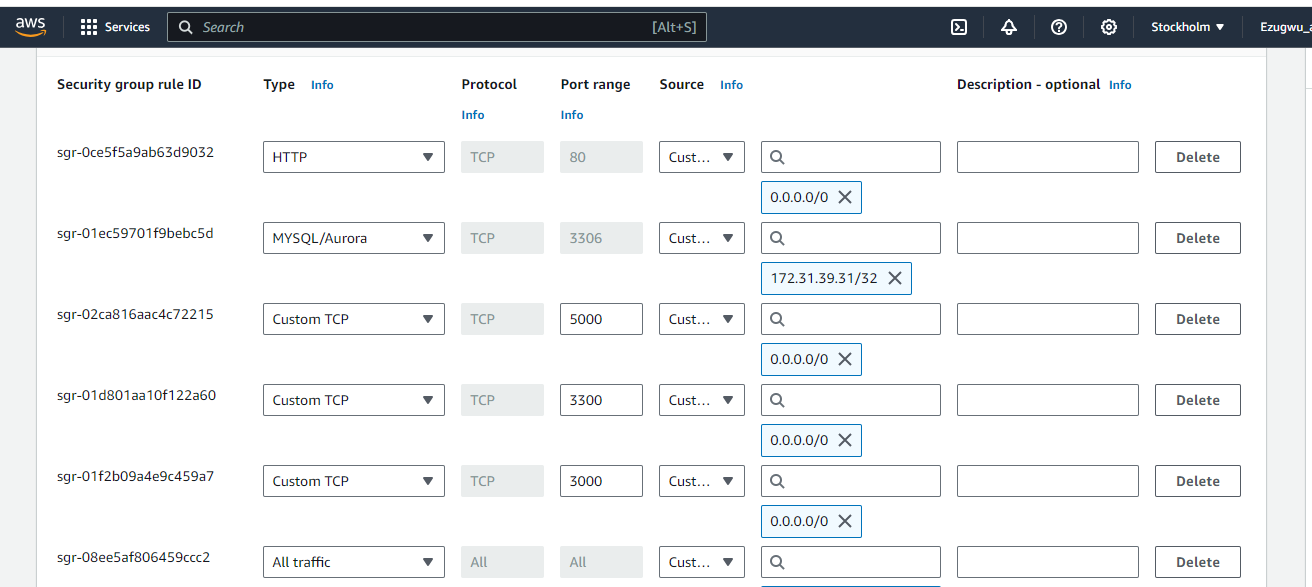 aws Services Search [Alt+S] Stockholm Ezugwu_
Security group rule ID Type Info Protocol Port range Source Info Description - optional Info
Info Info
sgr-0ce5f5a9ab63d9032 HTTP TCP 80 Cust... Delete
0.0.0.0/0
sgr-01ec59701f9bebc5d MYSQL/Aurora TCP 3306 Cust... Delete
172.31.39.31/32
sgr-02ca816aac4c72215 Custom TCP TCP 5000 Cust... Delete
0.0.0.0/0
sgr-01d801aa10f122a60 Custom TCP TCP 3300 Cust... Delete
0.0.0.0/0
sgr-01f2b09a4e9c459a7 Custom TCP TCP 3000 Cust... Delete
0.0.0.0/0
sgr-08ee5af806459ccc2 All traffic All All Cust... Delete